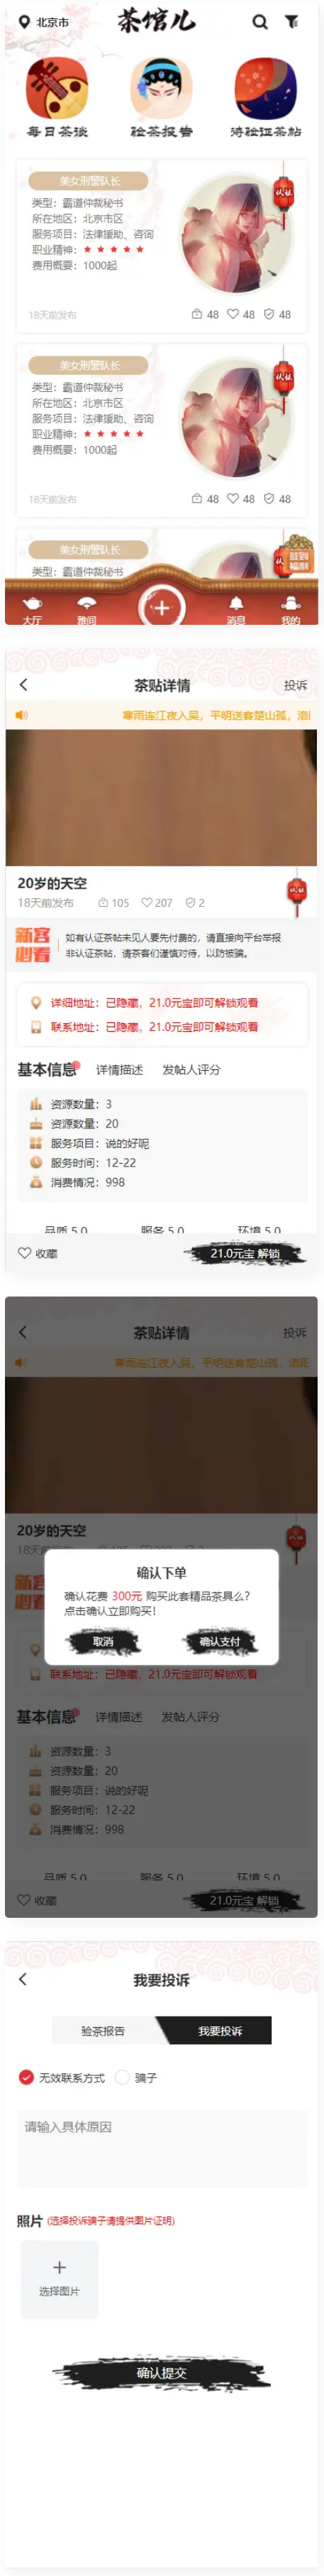 北京市
茶馆儿
每日茶谈
验茶报告
特验证茶帖
美女刑警队长
类型：霸道仲裁秘书
所在地区：北京市区
服务项目：法律援助、咨询
职业精神：★ ★ ★ ★ ★
费用概要：1000起
认证
18天前发布
48
48
48
美女刑警队长
类型：霸道仲裁秘书
所在地区：北京市区
服务项目：法律援助、咨询
职业精神：★ ★ ★ ★ ★
费用概要：1000起
认证
18天前发布
48
48
48
美女刑警队长
类型：霸道仲裁秘书
签到
福利
大厅
雅间
消息
我的
茶贴详情
投诉
寒雨连江夜入吴，平明送客楚山孤，洛
20岁的天空
18天前发布
105
207
2
新客
必看
如有认证茶帖未见人要先付费的，请直接向平台举报
非认证茶帖，请茶客们谨慎对待，以防被骗。
详细地址：已隐藏，21.0元宝即可解锁观看
联系地址：已隐藏，21.0元宝即可解锁观看
基本信息
详情描述
发帖人评分
资源数量：3
资源数量：20
服务项目：说的好呢
服务时间：12-22
消费情况：998
品质 5.0
服务 5.0
环境 5.0
收藏
21.0元宝 解锁
茶贴详情
投诉
寒雨连江夜入吴，平明送客楚山孤，洛阳
20岁的天空
18天前发布
确认下单
确认花费 300元 购买此套精品茶具么？
点击确认立即购买！
取消
确认支付
联系地址：已隐藏，21.0元宝即可解锁观看
基本信息
详情描述
发帖人评分
资源数量：3
资源数量：20
服务项目：说的好呢
服务时间：12-22
消费情况：998
品质 5.0
服务 5.0
环境 5.0
收藏
21.0元宝 解锁
我要投诉
验茶报告
我要投诉
无效联系方式
骗子
请输入具体原因
照片 (选择投诉骗子请提供图片证明)
选择图片
确认提交